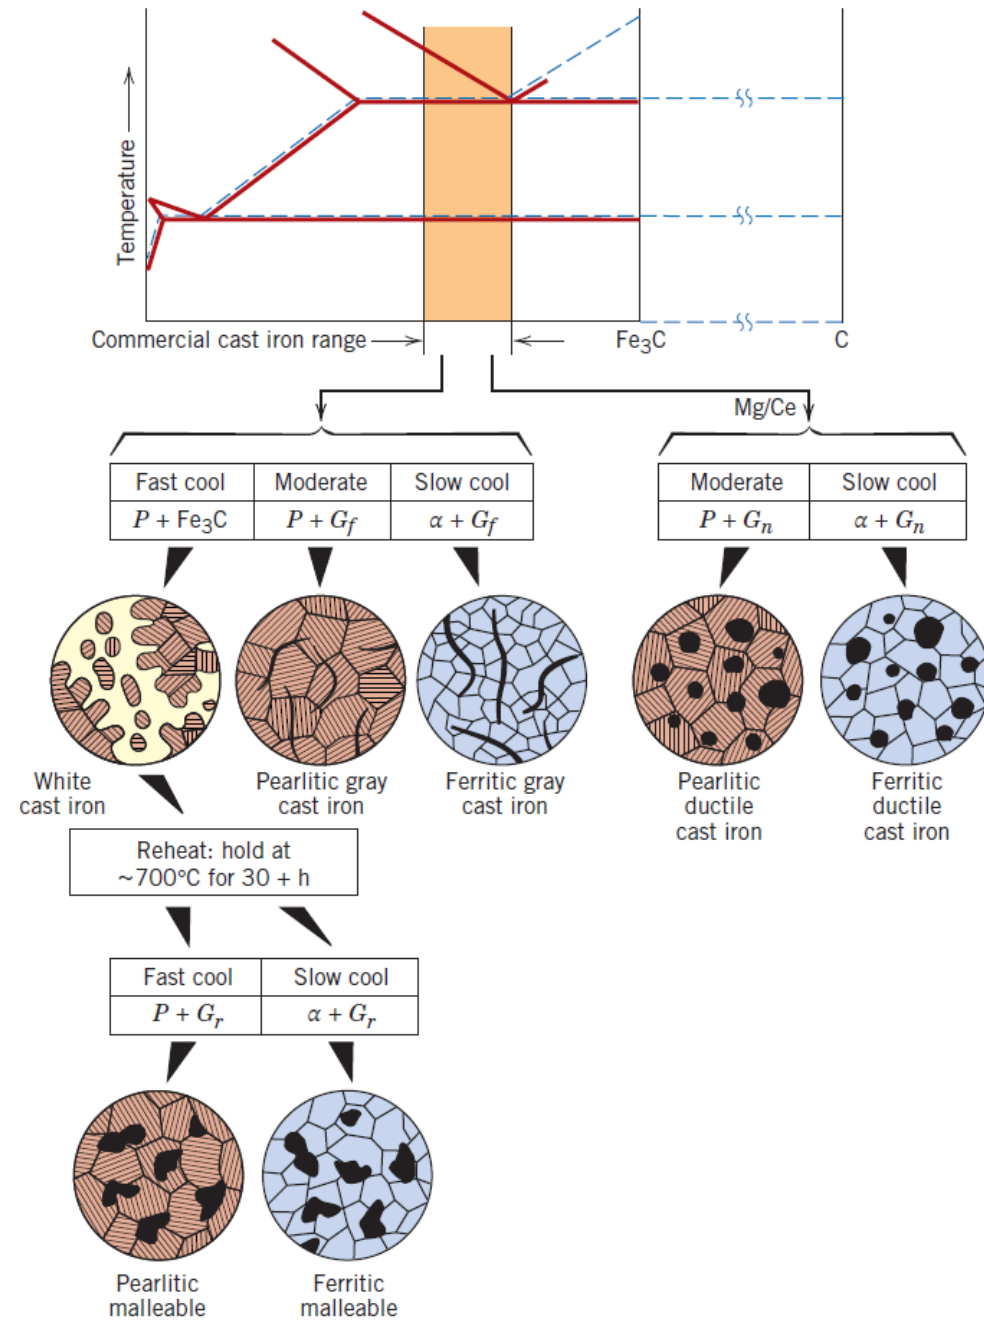 Temperature
Commercial cast iron range
Fe3C
C
Mg/Ce
Fast cool
Moderate
Slow cool
P + Fe3C
P + Gf
α + Gf
Moderate
Slow cool
P + Gn
α + Gn
White
cast iron
Pearlitic gray
cast iron
Ferritic gray
cast iron
Pearlitic
ductile
cast iron
Ferritic
ductile
cast iron
Reheat: hold at
~700°C for 30 + h
Fast cool
Slow cool
P + Gr
α + Gr
Pearlitic
malleable
Ferritic
malleable